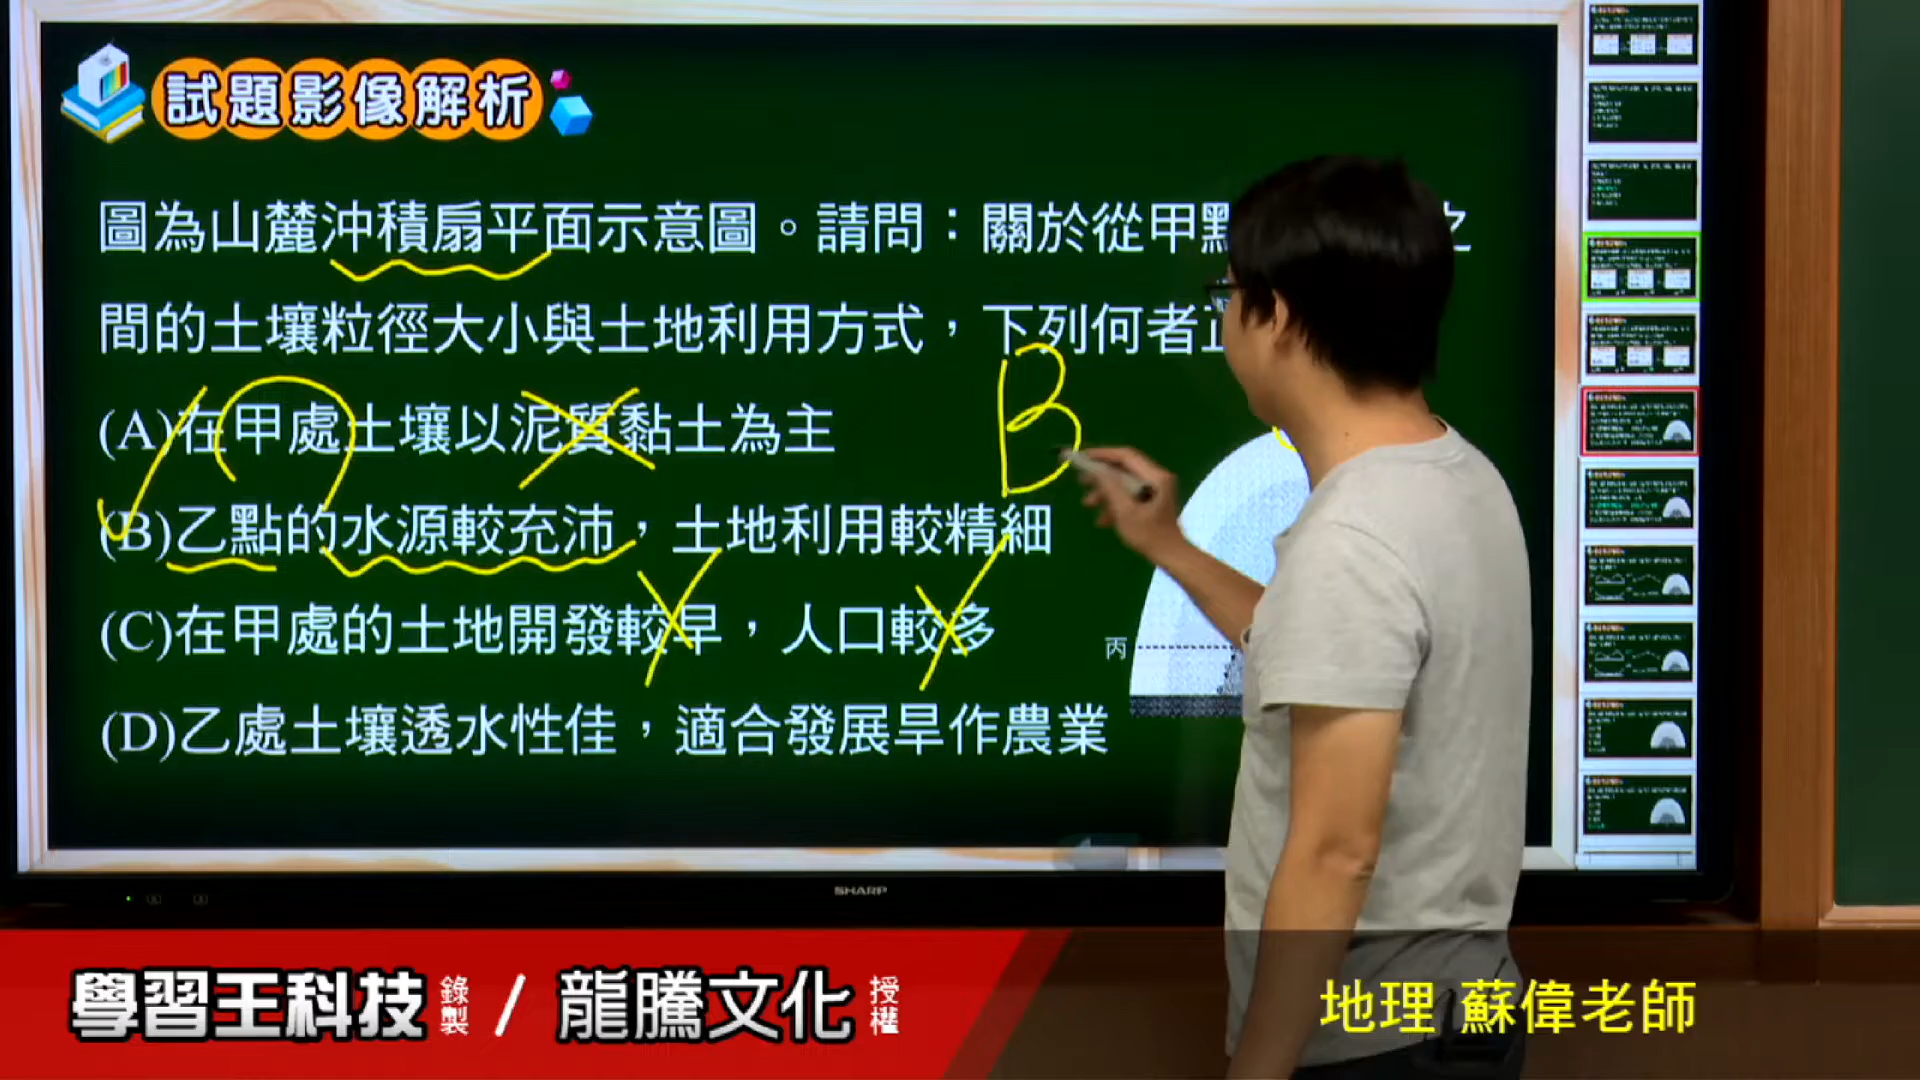 試題影像解析
圖為山麓沖積扇平面示意圖。請問：關於從甲點 之
間的土壤粒徑大小與土地利用方式，下列何者正
(A)在甲處土壤以泥質黏土為主
B
(B)乙點的水源較充沛，土地利用較精細
(C)在甲處的土地開發較早，人口較多
丙
(D)乙處土壤透水性佳，適合發展旱作農業
SHARP
學習王科技 錄製 / 龍騰文化 授權
地理 蘇偉老師